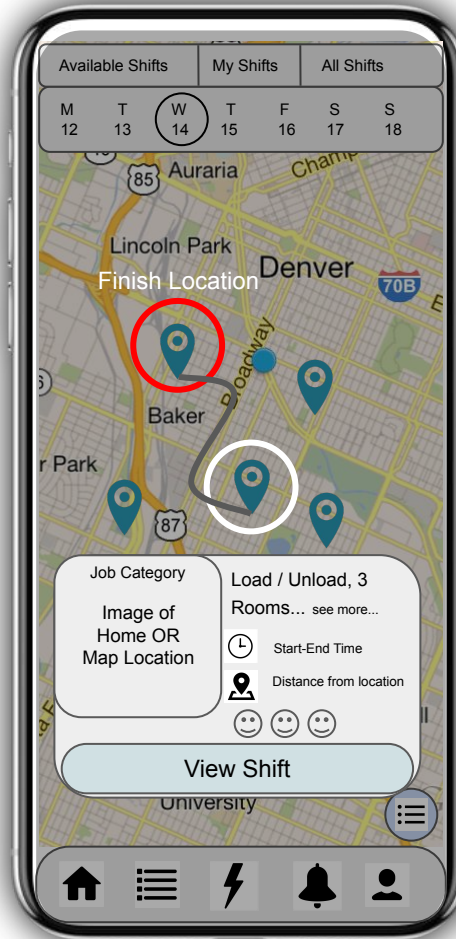 Available Shifts
My Shifts
All Shifts
M T W T F S S
12 13 14 15 16 17 18
85
Auraria
Lincoln Park
Finish Location
Denver
70B
E
Broadway
Baker
r Park
87
Job Category
Image of
Home OR
Map Location
Load / Unload, 3
Rooms... see more...
Start-End Time
Distance from location
View Shift
University